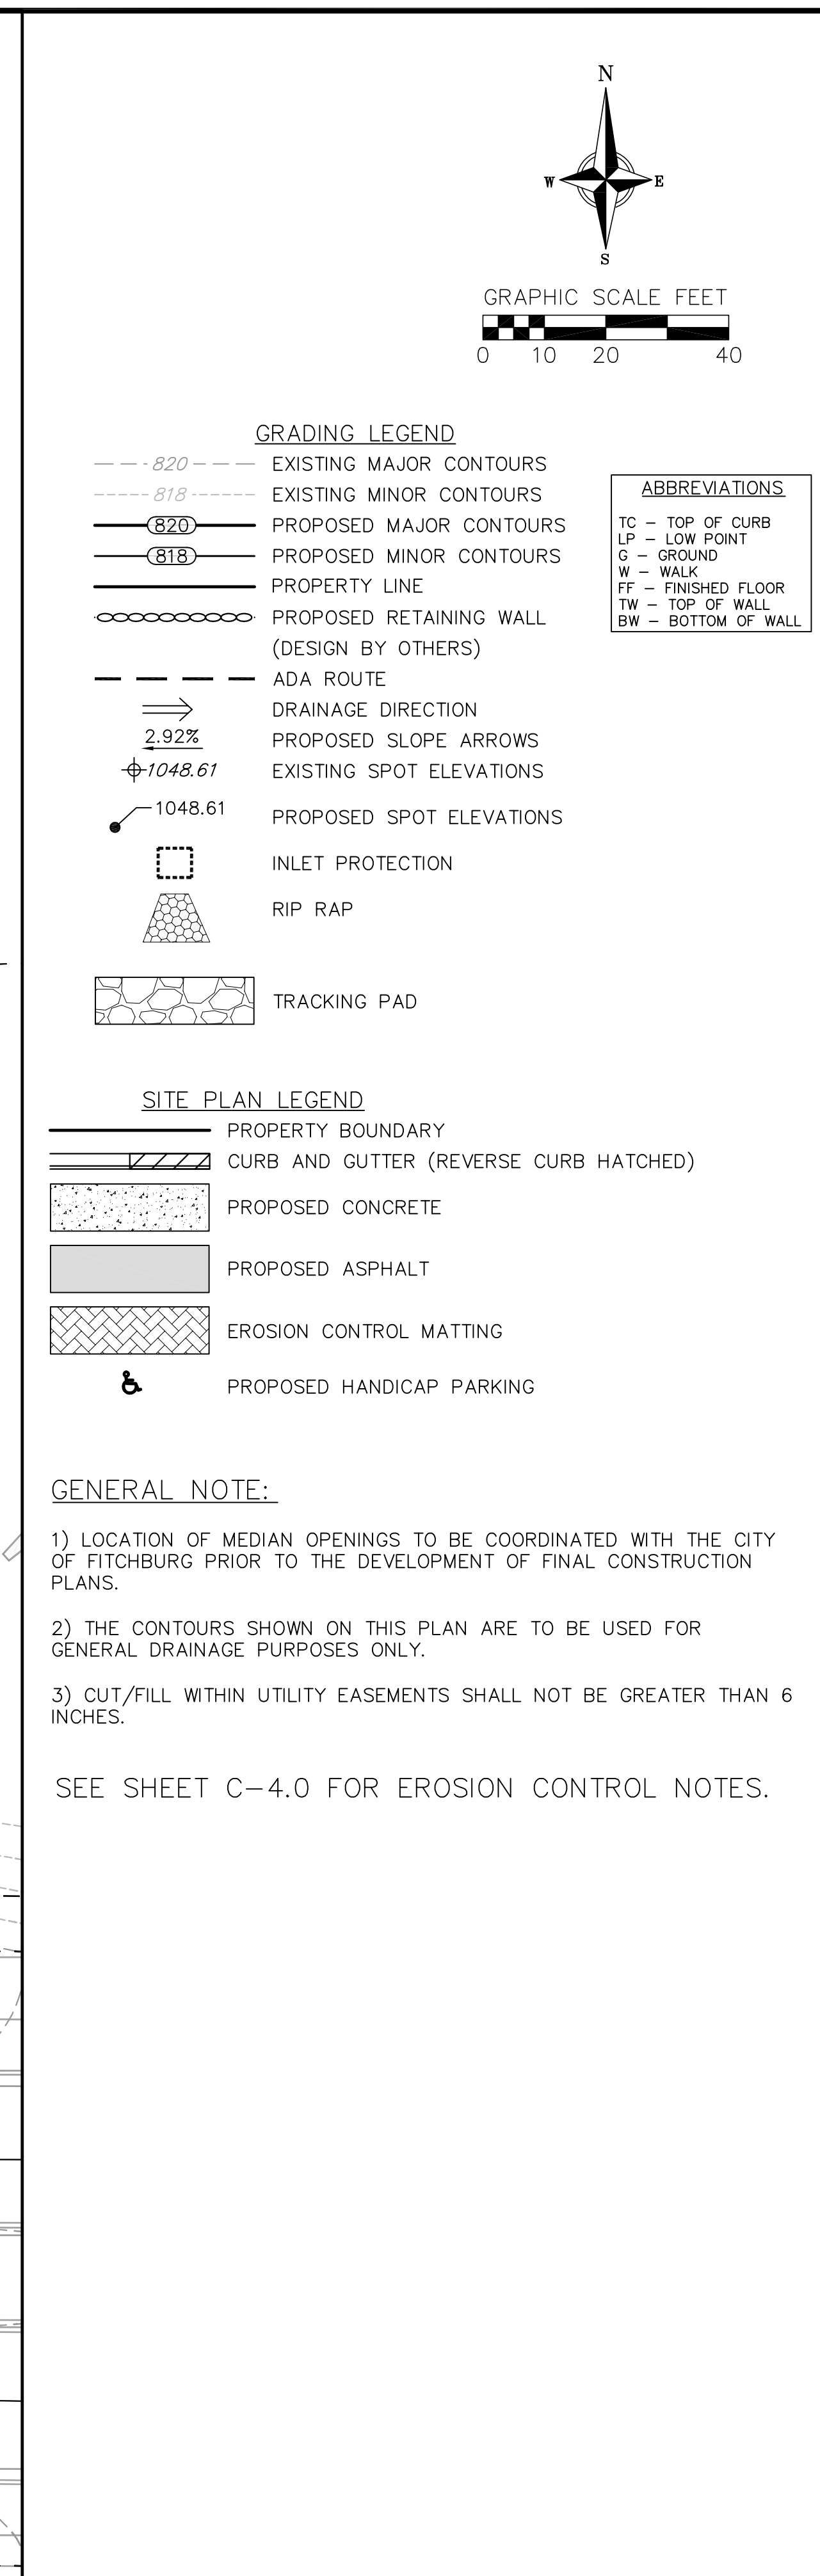 N
W E
S
GRAPHIC SCALE FEET
0 10 20 40
GRADING LEGEND
820 EXISTING MAJOR CONTOURS
818 EXISTING MINOR CONTOURS
820 PROPOSED MAJOR CONTOURS
818 PROPOSED MINOR CONTOURS
PROPERTY LINE
PROPOSED RETAINING WALL
(DESIGN BY OTHERS)
ADA ROUTE
DRAINAGE DIRECTION
2.92% PROPOSED SLOPE ARROWS
1048.61 EXISTING SPOT ELEVATIONS
1048.61 PROPOSED SPOT ELEVATIONS
INLET PROTECTION
RIP RAP
TRACKING PAD
ABBREVIATIONS
TC – TOP OF CURB
LP – LOW POINT
G – GROUND
W – WALK
FF – FINISHED FLOOR
TW – TOP OF WALL
BW – BOTTOM OF WALL
SITE PLAN LEGEND
PROPERTY BOUNDARY
CURB AND GUTTER (REVERSE CURB HATCHED)
PROPOSED CONCRETE
PROPOSED ASPHALT
EROSION CONTROL MATTING
PROPOSED HANDICAP PARKING
GENERAL NOTE:
1) LOCATION OF MEDIAN OPENINGS TO BE COORDINATED WITH THE CITY
OF FITCHBURG PRIOR TO THE DEVELOPMENT OF FINAL CONSTRUCTION
PLANS.
2) THE CONTOURS SHOWN ON THIS PLAN ARE TO BE USED FOR
GENERAL DRAINAGE PURPOSES ONLY.
3) CUT/FILL WITHIN UTILITY EASEMENTS SHALL NOT BE GREATER THAN 6
INCHES.
SEE SHEET C–4.0 FOR EROSION CONTROL NOTES.